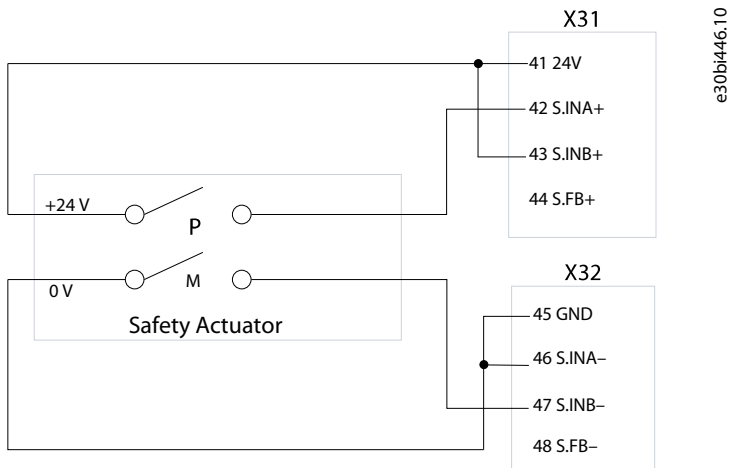 X31
e30bi446.10
41 24V
42 S.INA+
43 S.INB+
44 S.FB+
+24 V
P
0 V
M
Safety Actuator
X32
45 GND
46 S.INA–
47 S.INB–
48 S.FB–